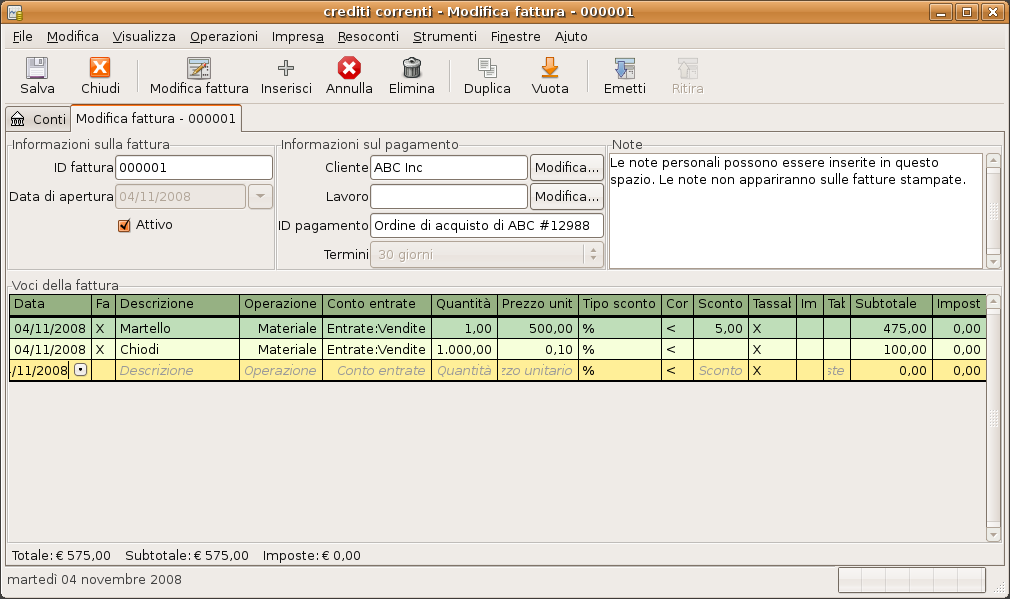 crediti correnti - Modifica fattura - 000001
File Modifica Visualizza Operazioni Impresa Resoconti Strumenti Finestre Aiuto
Salva Chiudi Modifica fattura Inserisci Annulla Elimina Duplica Vuota Emetti Ritira
Conti Modifica fattura - 000001
Informazioni sulla fattura Informazioni sul pagamento Note
ID fattura 000001 Cliente ABC Inc Modifica... Le note personali possono essere inserite in questo
spazio. Le note non appariranno sulle fatture stampate.
Data di apertura 04/11/2008 Lavoro Modifica...
Attivo ID pagamento Ordine di acquisto di ABC #12988
Termini 30 giorni
Voci della fattura
Data Fa Descrizione Operazione Conto entrate Quantità Prezzo unit Tipo sconto Cor Sconto Tassab Im Tab Subtotale Impost
04/11/2008 X Martello Materiale Entrate:Vendite 1,00 500,00 % < 5,00 X 475,00 0,00
04/11/2008 X Chiodi Materiale Entrate:Vendite 1.000,00 0,10 % < X 100,00 0,00
/11/2008 Descrizione Operazione Conto entrate Quantità zzo unitario % < Sconto X ste 0,00 0,00
Totale: € 575,00 Subtotale: € 575,00 Imposte: € 0,00
martedì 04 novembre 2008